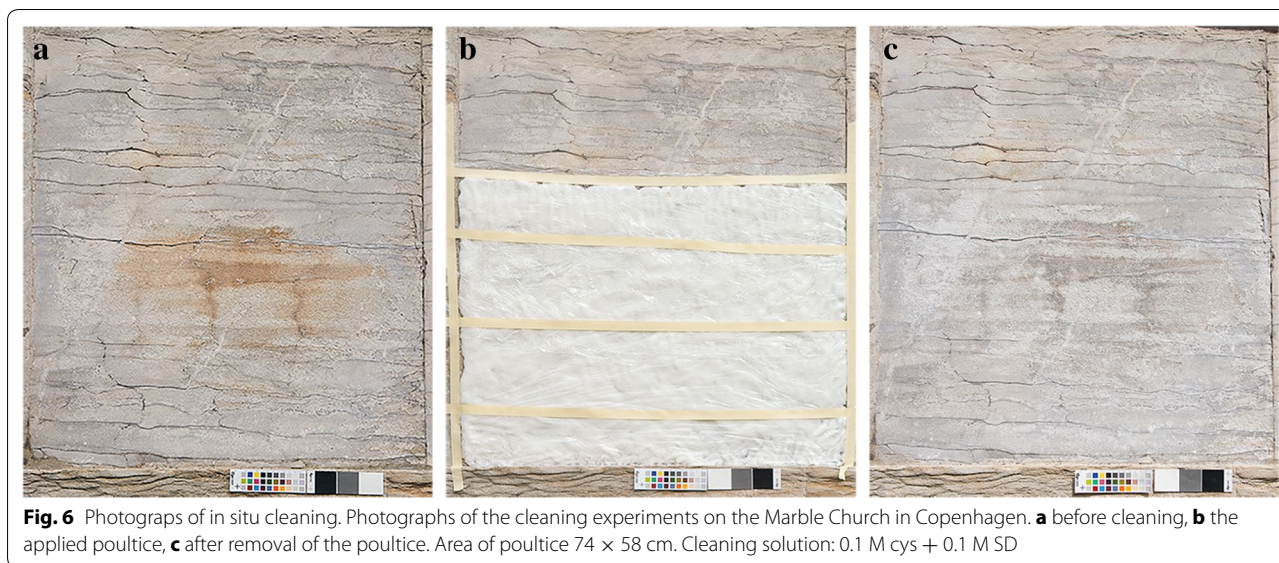 a
b
c
Fig. 6 Photograps of in situ cleaning. Photographs of the cleaning experiments on the Marble Church in Copenhagen. a before cleaning, b the
applied poultice, c after removal of the poultice. Area of poultice 74 × 58 cm. Cleaning solution: 0.1 M cys + 0.1 M SD